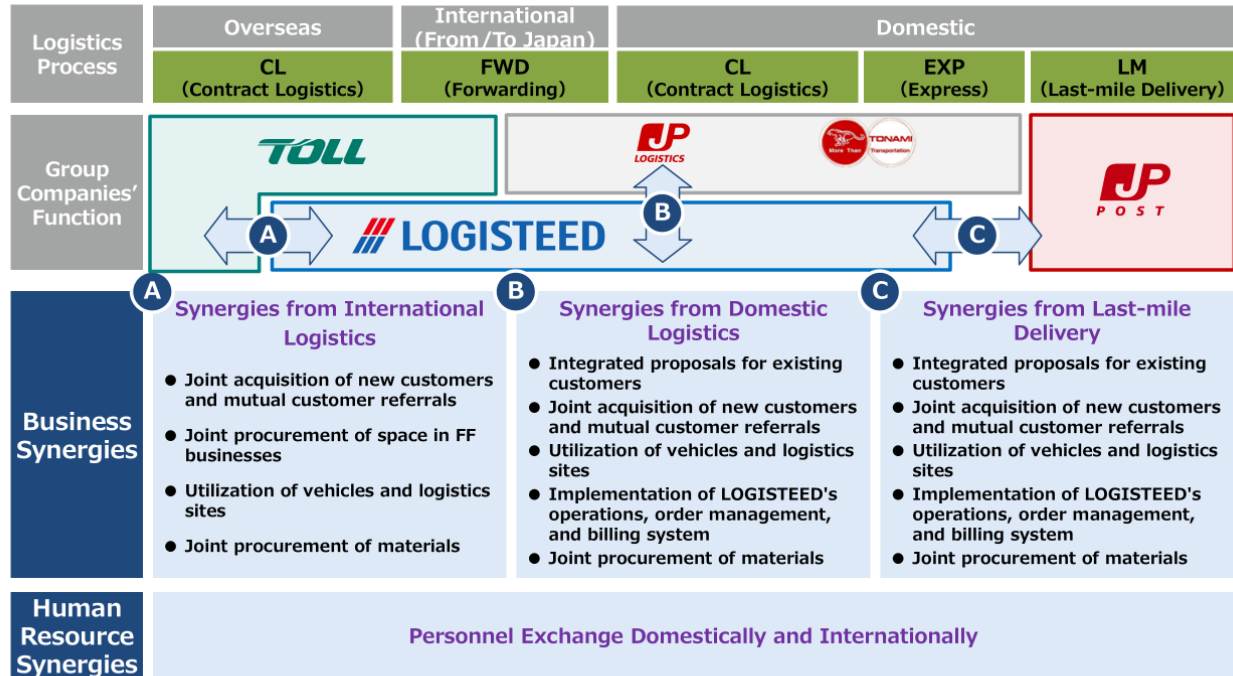 Logistics
Process
Overseas
International
(From/To Japan)
Domestic
CL
(Contract Logistics)
FWD
(Forwarding)
CL
(Contract Logistics)
EXP
(Express)
LM
(Last-mile Delivery)
Group
Companies'
Function
TOLL
JP
LOGISTICS
More Than
TONAMI
Transportation
JP
POST
A
LOGISTEED
B
C
Business
Synergies
A
Synergies from International
Logistics
● Joint acquisition of new customers
and mutual customer referrals
● Joint procurement of space in FF
businesses
● Utilization of vehicles and logistics
sites
● Joint procurement of materials
B
Synergies from Domestic
Logistics
● Integrated proposals for existing
customers
● Joint acquisition of new customers
and mutual customer referrals
● Utilization of vehicles and logistics
sites
● Implementation of LOGISTEED's
operations, order management,
and billing system
● Joint procurement of materials
C
Synergies from Last-mile
Delivery
● Integrated proposals for existing
customers
● Joint acquisition of new customers
and mutual customer referrals
● Utilization of vehicles and logistics
sites
● Implementation of LOGISTEED's
operations, order management,
and billing system
● Joint procurement of materials
Human
Resource
Synergies
Personnel Exchange Domestically and Internationally